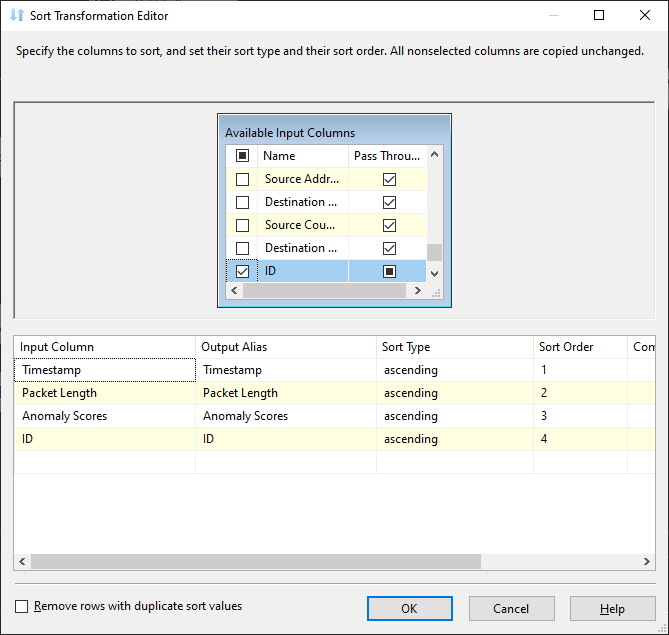 Sort Transformation Editor
Specify the columns to sort, and set their sort type and their sort order. All nonselected columns are copied unchanged.
Available Input Columns
Name Pass Throu...
Source Addr...
Destination ...
Source Cou...
Destination ...
ID
Input Column Output Alias Sort Type Sort Order Com
Timestamp Timestamp ascending 1
Packet Length Packet Length ascending 2
Anomaly Scores Anomaly Scores ascending 3
ID ID ascending 4
Remove rows with duplicate sort values OK Cancel Help